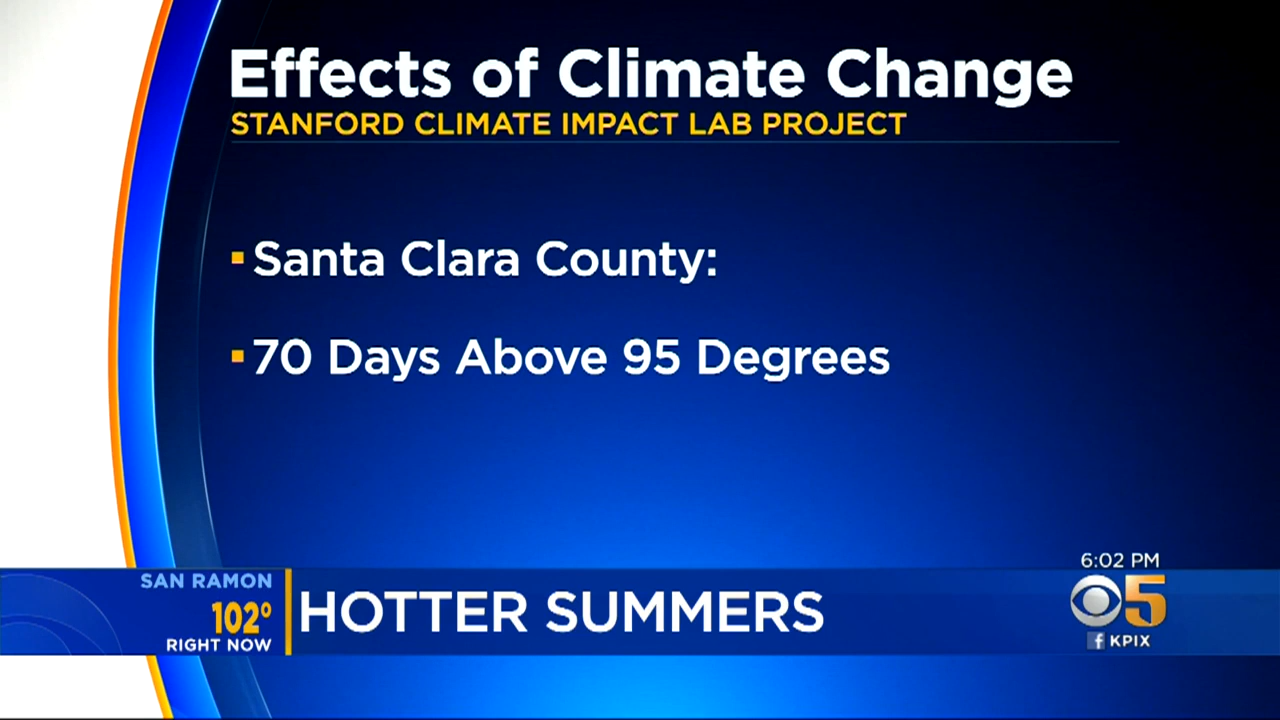 Effects of Climate Change
STANFORD CLIMATE IMPACT LAB PROJECT
Santa Clara County:
70 Days Above 95 Degrees
6:02 PM
SAN RAMON
102°
RIGHT NOW
HOTTER SUMMERS
5
f KPIX